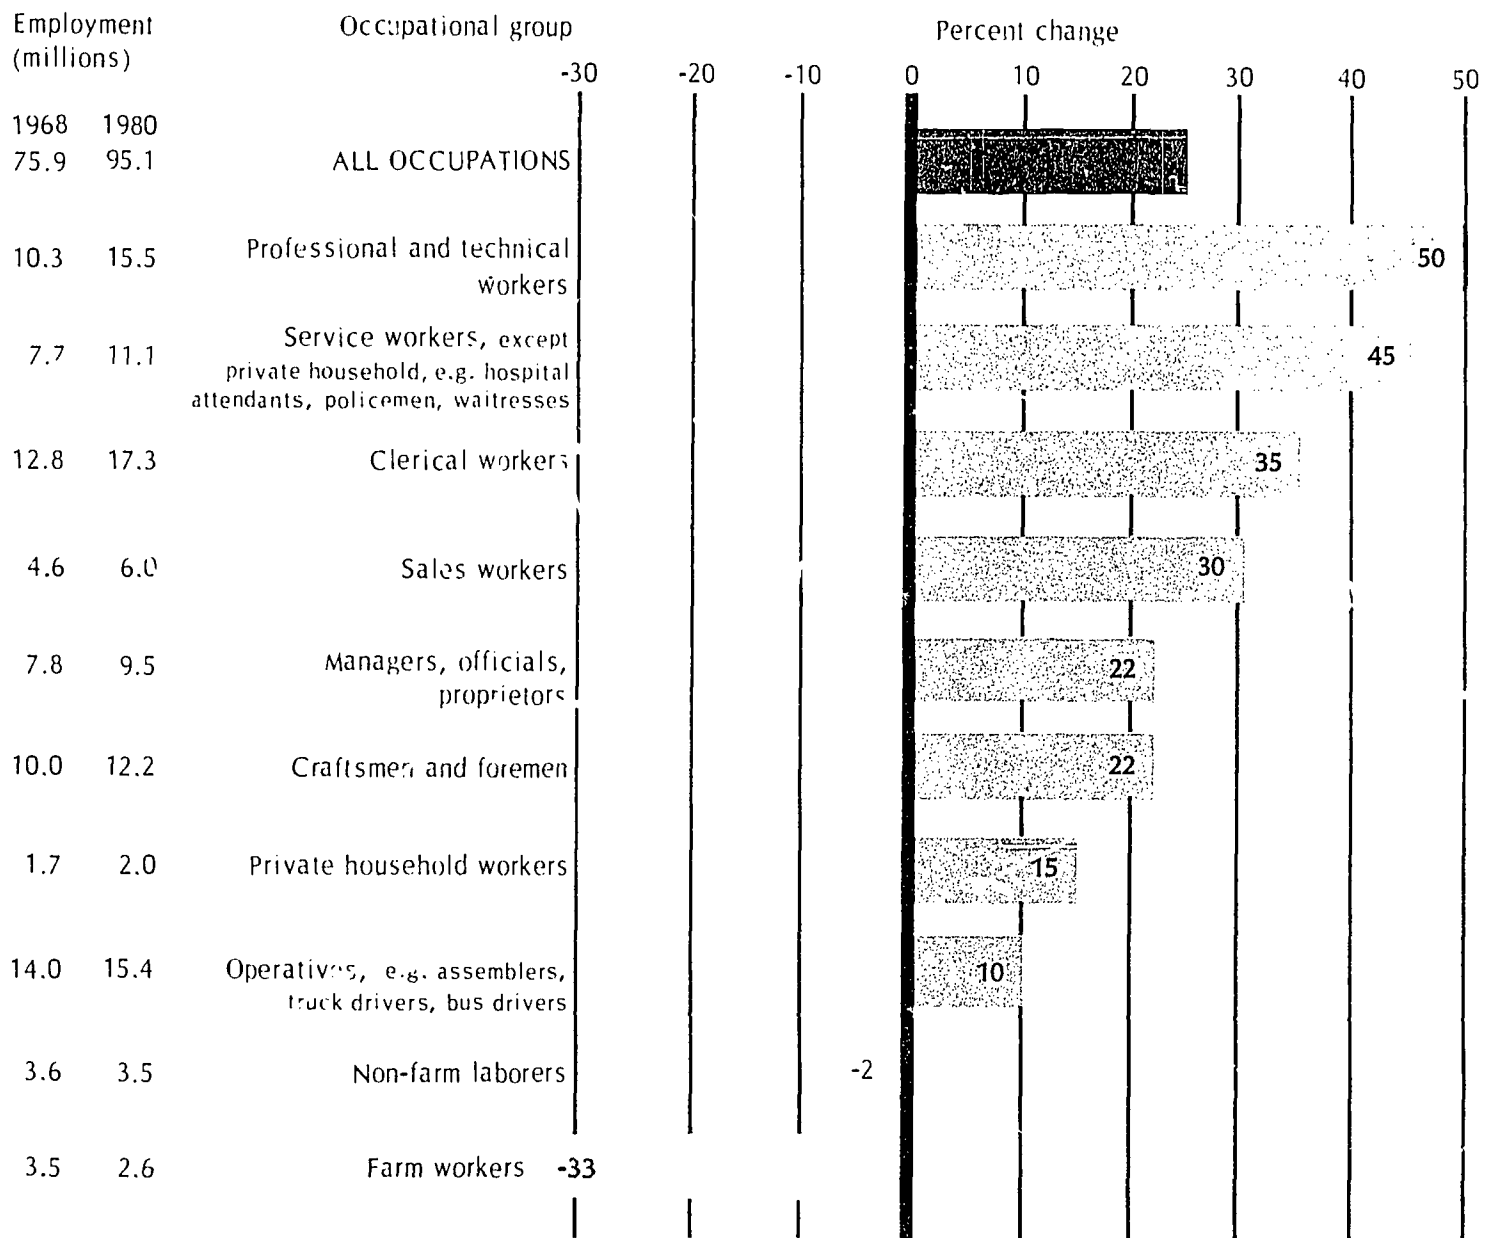 Employment Occupational group Percent change
(millions)
-30 -20 -10 0 10 20 30 40 50
1968 1980
75.9 95.1 ALL OCCUPATIONS
10.3 15.5 Professional and technical
workers
50
Service workers, except
7.7 11.1 private household, e.g. hospital
attendants, policemen, waitresses
45
12.8 17.3 Clerical workers 35
4.6 6.0 Sales workers 30
7.8 9.5 Managers, officials,
proprietors
22
10.0 12.2 Craftsmen and foremen 22
1.7 2.0 Private household workers 15
14.0 15.4 Operatives, e.g. assemblers,
truck drivers, bus drivers
10
3.6 3.5 Non-farm laborers -2
3.5 2.6 Farm workers -33